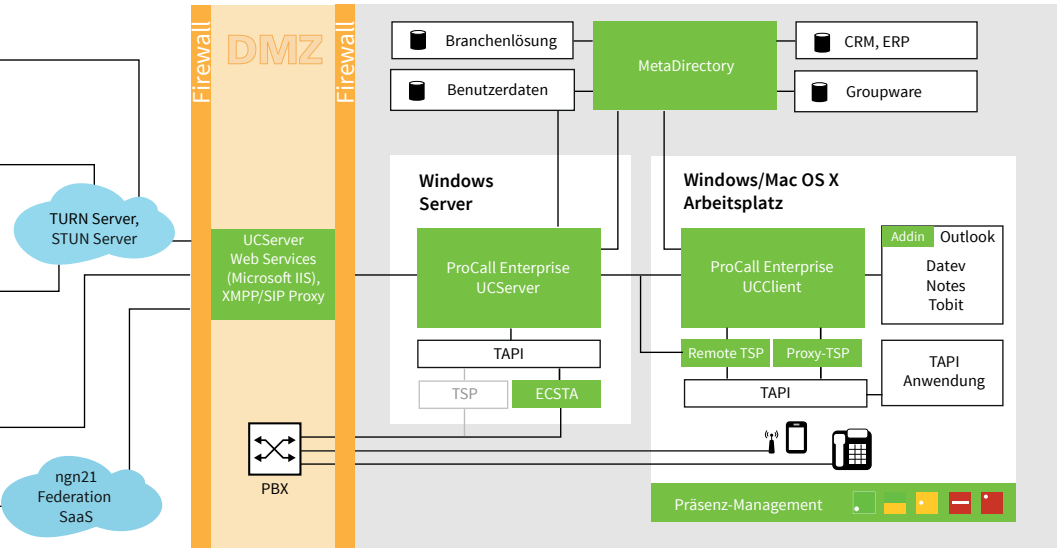 Firewall
DMZ
Firewall
Branchenlösung
Benutzerdaten
MetaDirectory
CRM, ERP
Groupware
TURN Server,
STUN Server
UCServer
Web Services
(Microsoft IIS),
XMPP/SIP Proxy
Windows
Server
ProCall Enterprise
UCServer
TAPI
TSP
ECSTA
Windows/Mac OS X
Arbeitsplatz
ProCall Enterprise
UCClient
Addin
Outlook
Datev
Notes
Tobit
Remote TSP
Proxy-TSP
TAPI
TAPI
Anwendung
ngn21
Federation
SaaS
PBX
Präsenz-Management